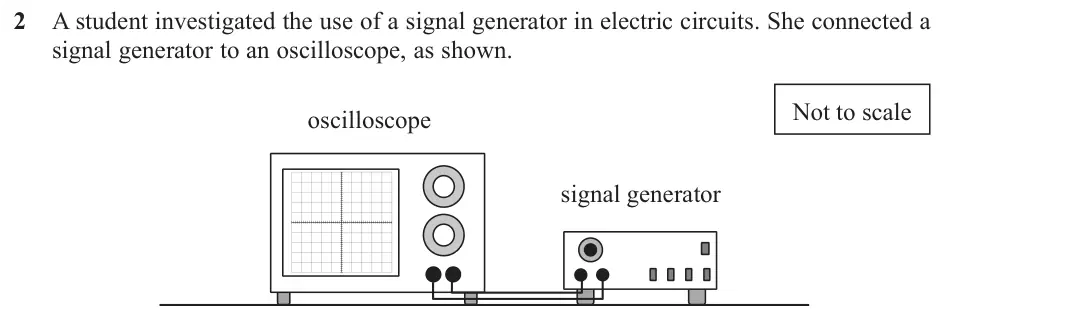 2 A student investigated the use of a signal generator in electric circuits. She connected a
signal generator to an oscilloscope, as shown.
Not to scale
oscilloscope
signal generator